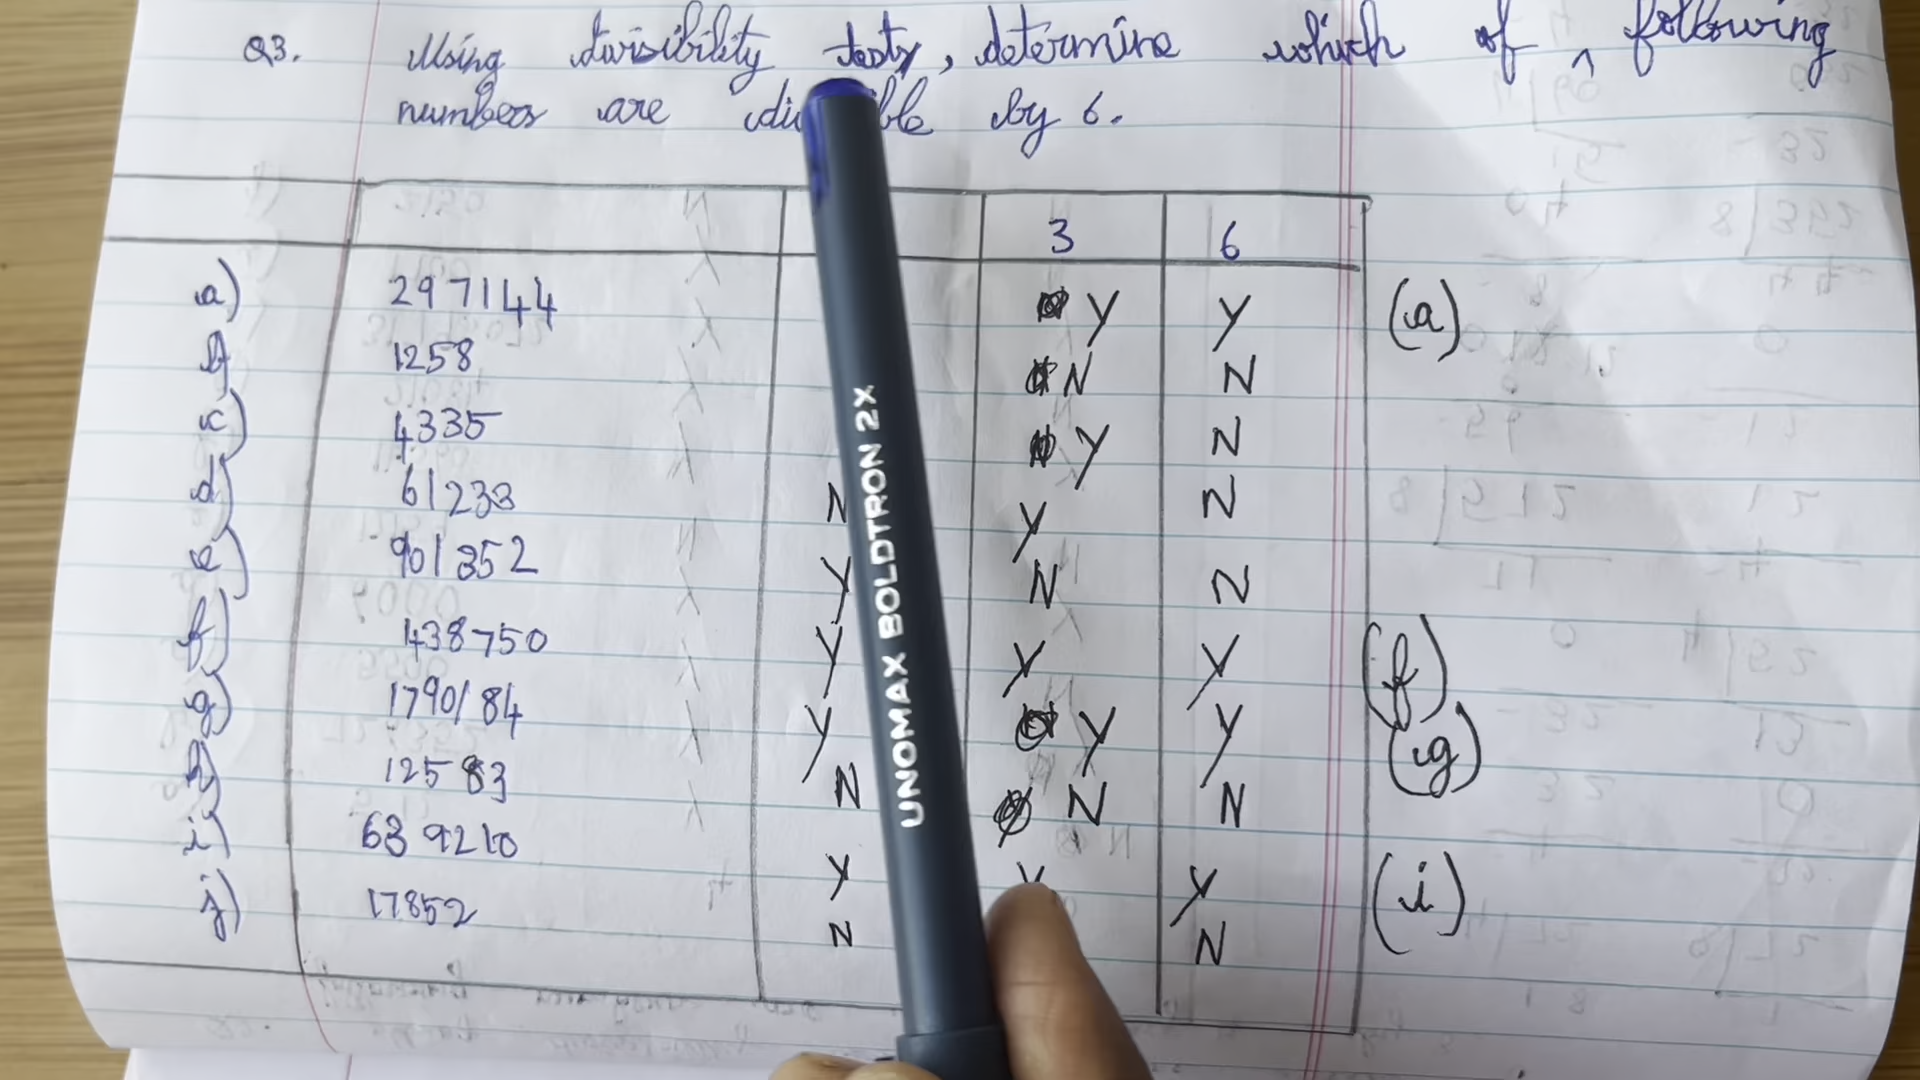 Q3. Using divisibility tests, determine which of ^ following
numbers are by 6.
3 6
a) 297144 Y Y (a)
b) 1258 N N
c) 4335 Y N
d) 61233 N Y N
e) 901352 Y N N
f) 438750 Y Y Y (f)
g) 1790184 Y Y Y (g)
h) 12583 N N N
i) 639210 Y Y Y (i)
j) 17852 N N
UNOMAX BOLDTRON 2X